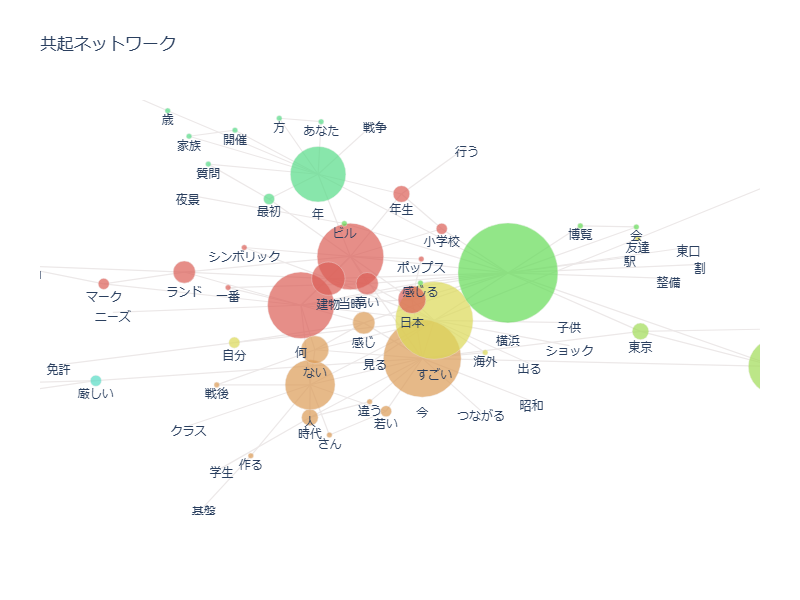 共起ネットワーク
歳
方
あなた
戦争
家族
開催
行う
質問
夜景
最初
年
年生
ビル
小学校
博覧
会
シンボリック
友達
東口
駅
ポップス
割
マーク
ランド
一番
整備
建物
当時
高い
感じる
ニーズ
日本
子供
自分
何
感じ
横浜
ショック
東京
免許
ない
見る
すごい
海外
出る
厳しい
戦後
昭和
違う
今
つながる
人
若い
クラス
時代
さん
学生
作る
基盤